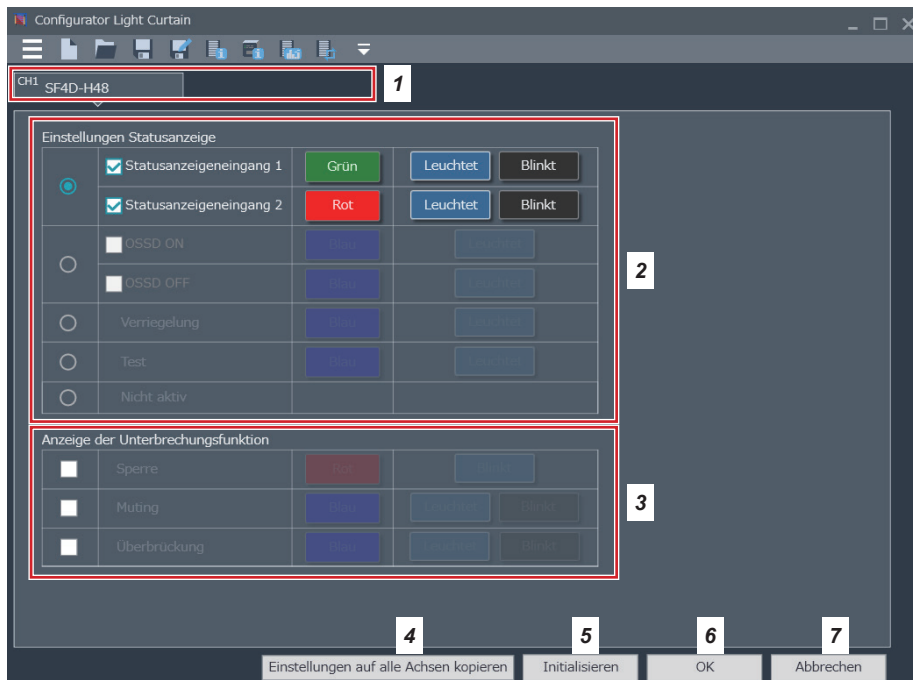 Configurator Light Curtain
CH1 SF4D-H48
1
Einstellungen Statusanzeige
Statusanzeigeneingang 1 Grün Leuchtet Blinkt
Statusanzeigeneingang 2 Rot Leuchtet Blinkt
OSSD ON Blau Leuchtet
2
OSSD OFF Blau Leuchtet
Verriegelung Blau Leuchtet
Test Blau Leuchtet
Nicht aktiv
Anzeige der Unterbrechungsfunktion
Sperre Rot Blinkt
Muting Blau Leuchtet Blinkt
3
Überbrückung Blau Leuchtet Blinkt
4 5 6 7
Einstellungen auf alle Achsen kopieren Initialisieren OK Abbrechen